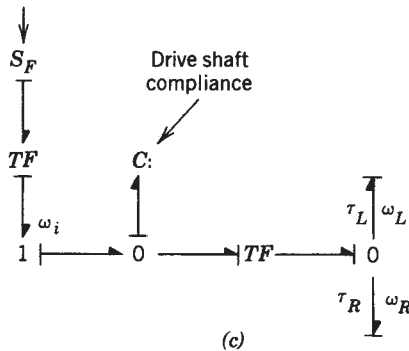 S_F
Drive shaft
compliance
TF
C:
ω_i
τ_L ω_L
1 0 TF 0
τ_R ω_R
(c)